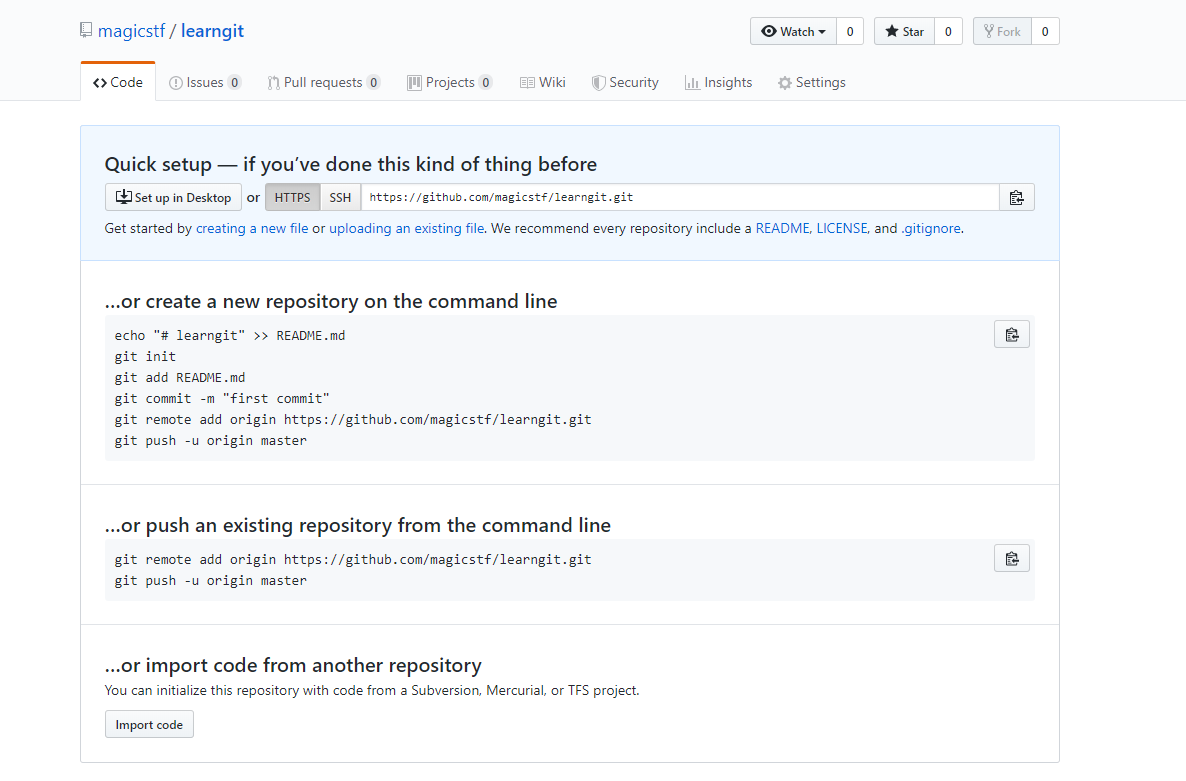 magicstf / learngit
Watch 0 Star 0 Fork 0
Code Issues 0 Pull requests 0 Projects 0 Wiki Security Insights Settings
Quick setup — if you’ve done this kind of thing before
Set up in Desktop or HTTPS SSH https://github.com/magicstf/learngit.git
Get started by creating a new file or uploading an existing file. We recommend every repository include a README, LICENSE, and .gitignore.
…or create a new repository on the command line
echo "# learngit" >> README.md
git init
git add README.md
git commit -m "first commit"
git remote add origin https://github.com/magicstf/learngit.git
git push -u origin master
…or push an existing repository from the command line
git remote add origin https://github.com/magicstf/learngit.git
git push -u origin master
…or import code from another repository
You can initialize this repository with code from a Subversion, Mercurial, or TFS project.
Import code